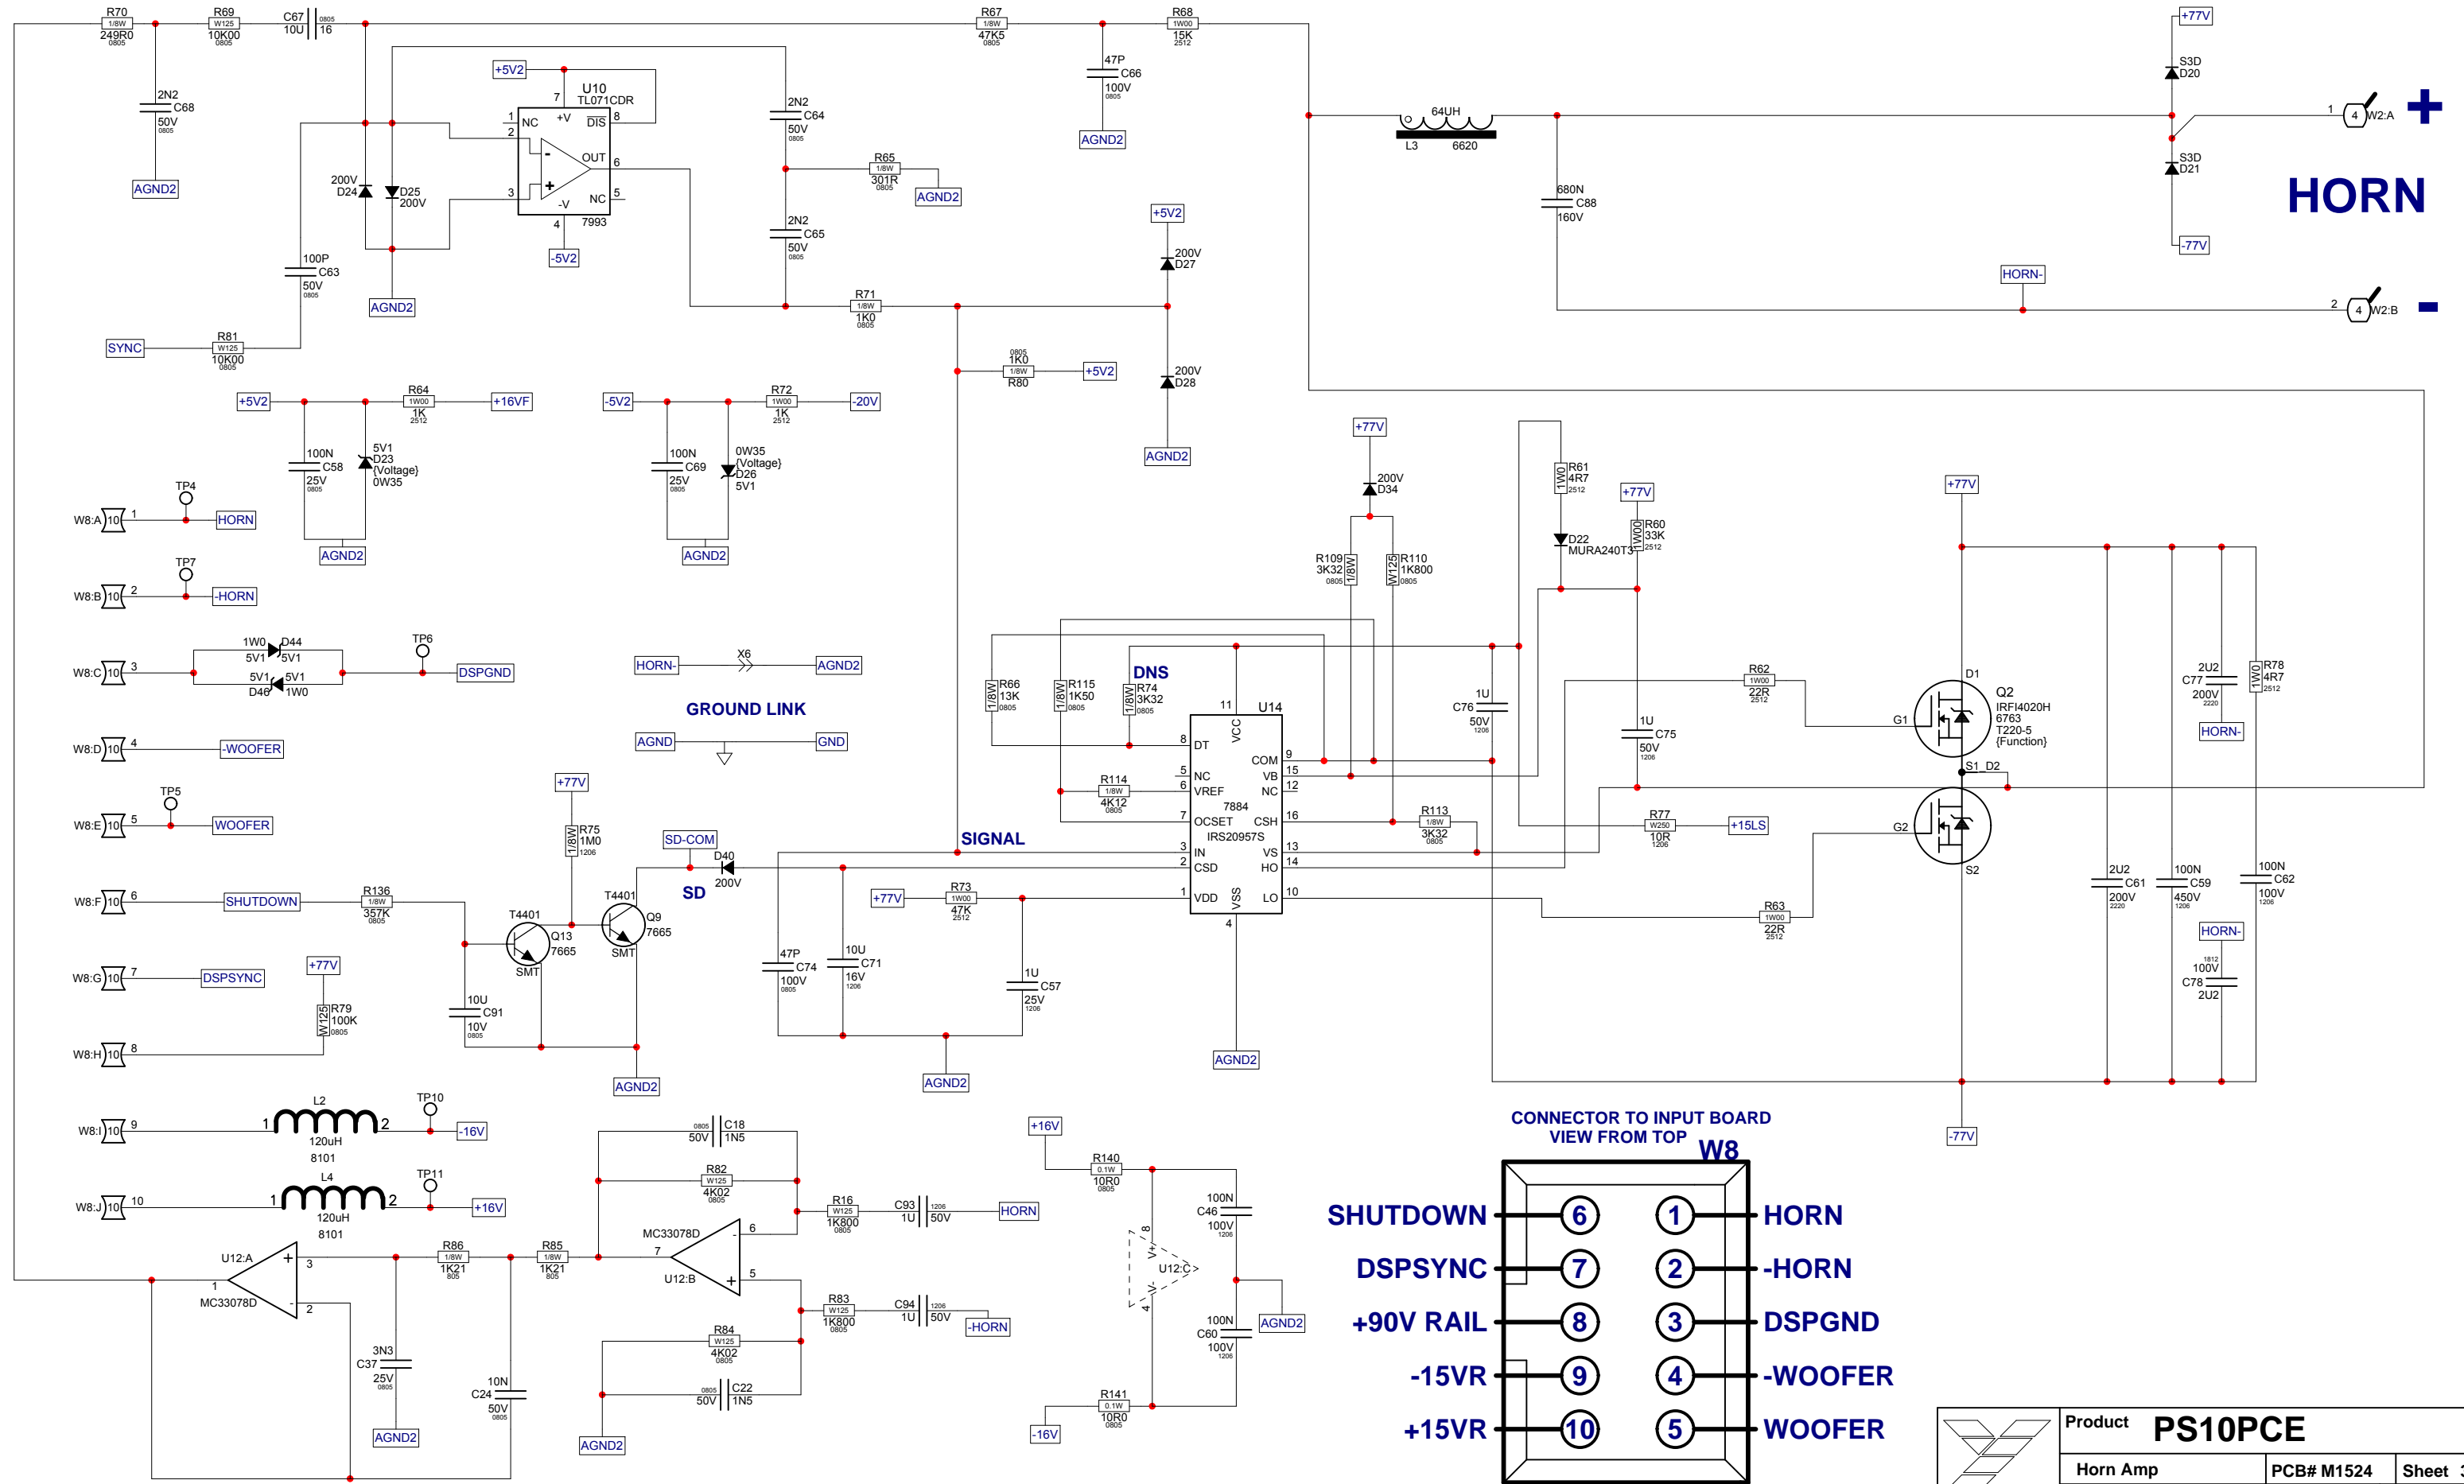 R70
1/8W
249R0
0805
R69
W125
10K00
0805
C67
10U
0805
16
R67
1/8W
47K5
0805
R68
1W00
15K
2512
+77V
S3D
D20
47P
C66
100V
0805
AGND2
2N2
C68
50V
0805
AGND2
+5V2
U10
TL071CDR
7
+V
1
NC
DIS
8
2
-
OUT
6
3
+
NC
5
-V
4
7993
-5V2
200V
D24
D25
200V
AGND2
2N2
C64
50V
0805
R65
1/8W
301R
0805
AGND2
2N2
C65
50V
0805
64UH
L3
6620
680N
C88
160V
1
4
W2:A
+
S3D
D21
HORN
-77V
HORN-
2
4
W2:B
-
100P
C63
50V
0805
SYNC
R81
W125
10K00
0805
R71
1/8W
1K0
0805
+5V2
200V
D27
0805
1K0
1/8W
R80
+5V2
200V
D28
AGND2
+5V2
R64
1W00
1K
2512
+16VF
100N
C58
25V
0805
5V1
D23
{Voltage}
0W35
AGND2
-5V2
R72
1W00
1K
2512
-20V
100N
C69
25V
0805
0W35
{Voltage}
D26
5V1
AGND2
W8:A
10
1
TP4
HORN
W8:B
10
2
TP7
-HORN
W8:C
10
3
1W0
D44
5V1
5V1
5V1
5V1
D46
1W0
TP6
DSPGND
W8:D
10
4
-WOOFER
W8:E
10
5
TP5
WOOFER
W8:F
10
6
SHUTDOWN
W8:G
10
7
DSPSYNC
W8:H
10
8
+77V
W125
R79
100K
0805
W8:I
10
9
1
L2
2
120uH
8101
TP10
-16V
W8:J
10
10
1
L4
2
120uH
8101
TP11
+16V
HORN-
X6
AGND2
GROUND LINK
AGND
GND
R136
1/8W
357K
0805
10U
C91
10V
0805
T4401
Q13
7665
SMT
+77V
1/8W
R75
1M0
1206
T4401
Q9
7665
SMT
AGND2
SD-COM
SD
D40
200V
SIGNAL
47P
C74
100V
0805
10U
C71
16V
1206
+77V
R73
1W00
47K
2512
1U
C57
25V
1206
AGND2
+77V
200V
D34
R109
3K32
0805
1/8W
W125
R110
1K800
0805
1W0
R61
4R7
2512
D22
MURA240T3
+77V
1W00
R60
33K
2512
1/8W
R66
13K
0805
1/8W
R115
1K50
0805
DNS
1/8W
R74
3K32
0805
R114
1/8W
4K12
0805
11
U14
VCC
8
DT
COM
9
5
NC
VB
15
6
VREF
NC
12
7884
7
OCSET
CSH
16
IRS20957S
3
IN
VS
13
2
CSD
HO
14
1
VDD
VSS
LO
10
4
AGND2
1U
C76
50V
1206
R113
1/8W
3K32
0805
1U
C75
50V
1206
R62
1W00
22R
2512
R77
W250
10R
1206
+15LS
R63
1W00
22R
2512
+77V
D1
G1
Q2
IRFI4020H
6763
T220-5
{Function}
S1_D2
G2
S2
2U2
C77
200V
2220
HORN-
1W0
R78
4R7
2512
2U2
C61
200V
2220
100N
C59
450V
1206
100N
C62
100V
1206
HORN-
1812
100V
C78
2U2
-77V
0805
50V
C18
1N5
R82
W125
4K02
0805
MC33078D
7
6
-
U12:B
+
5
R16
W125
1K800
0805
C93
1U
1206
50V
HORN
R83
W125
1K800
0805
C94
1U
1206
50V
-HORN
R84
W125
4K02
0805
0805
50V
C22
1N5
AGND2
U12:A
+
3
1
MC33078D
-
2
R86
1/8W
1K21
805
R85
1/8W
1K21
805
3N3
C37
25V
0805
AGND2
10N
C24
50V
0805
+16V
R140
0.1W
10R0
0805
7
8
V+
U12:C
V-
4
100N
C46
100V
1206
100N
C60
100V
1206
AGND2
R141
0.1W
10R0
0805
-16V
CONNECTOR TO INPUT BOARD
VIEW FROM TOP
W8
SHUTDOWN
6
1
HORN
DSPSYNC
7
2
-HORN
+90V RAIL
8
3
DSPGND
-15VR
9
4
-WOOFER
+15VR
10
5
WOOFER
Product
PS10PCE
Horn Amp
PCB# M1524
Sheet